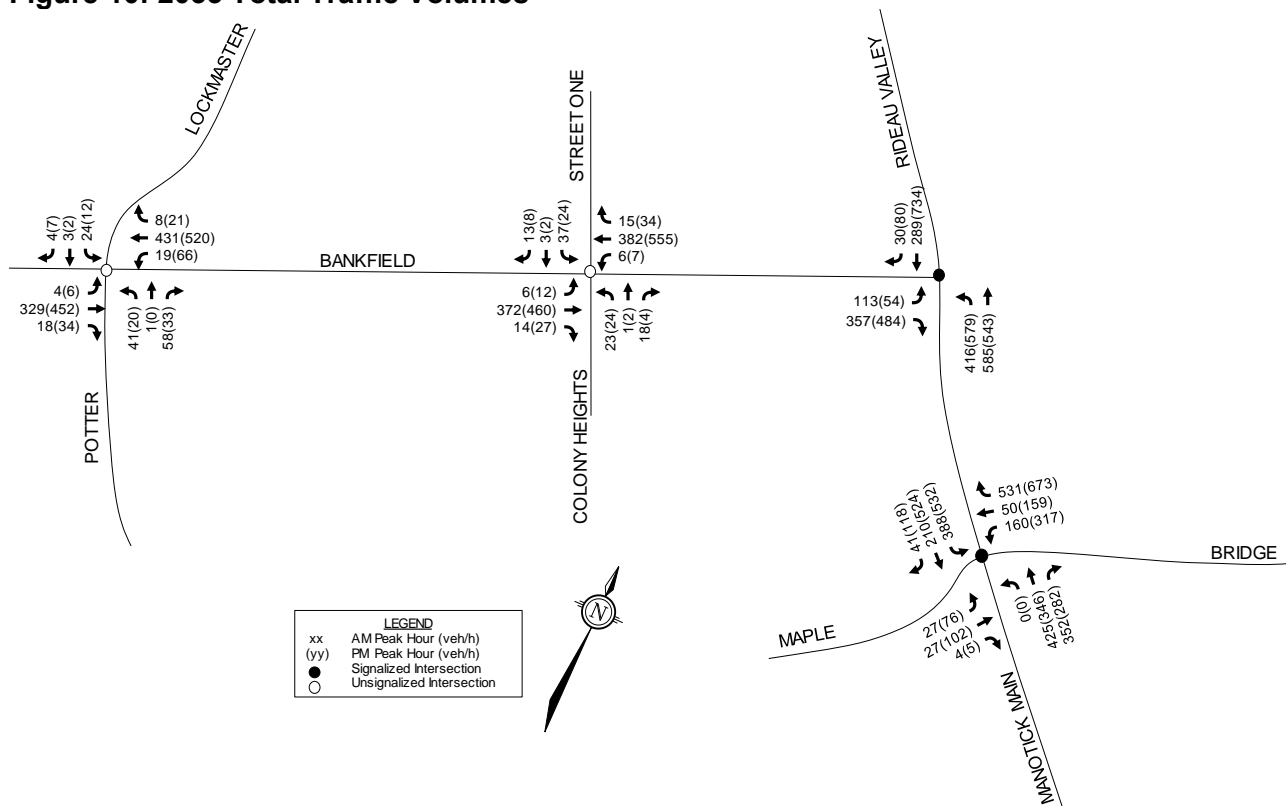 LOCKMASTER
STREET ONE
RIDEAU VALLEY
4(7)
3(2)
24(12)
8(21)
431(520)
19(66)
13(8)
3(2)
37(24)
15(34)
382(555)
6(7)
30(80)
289(734)
BANKFIELD
4(6)
329(452)
18(34)
41(20)
1(0)
58(33)
6(12)
372(460)
14(27)
23(24)
1(2)
18(4)
113(54)
357(484)
416(579)
585(543)
POTTER
COLONY HEIGHTS
41(118)
210(524)
388(532)
531(673)
50(159)
160(317)
BRIDGE
MAPLE
27(76)
27(102)
4(5)
0(0)
425(346)
352(282)
MANOTICK MAIN
N
LEGEND
xx AM Peak Hour (veh/h)
(yy) PM Peak Hour (veh/h)
Signalized Intersection
Unsignalized Intersection